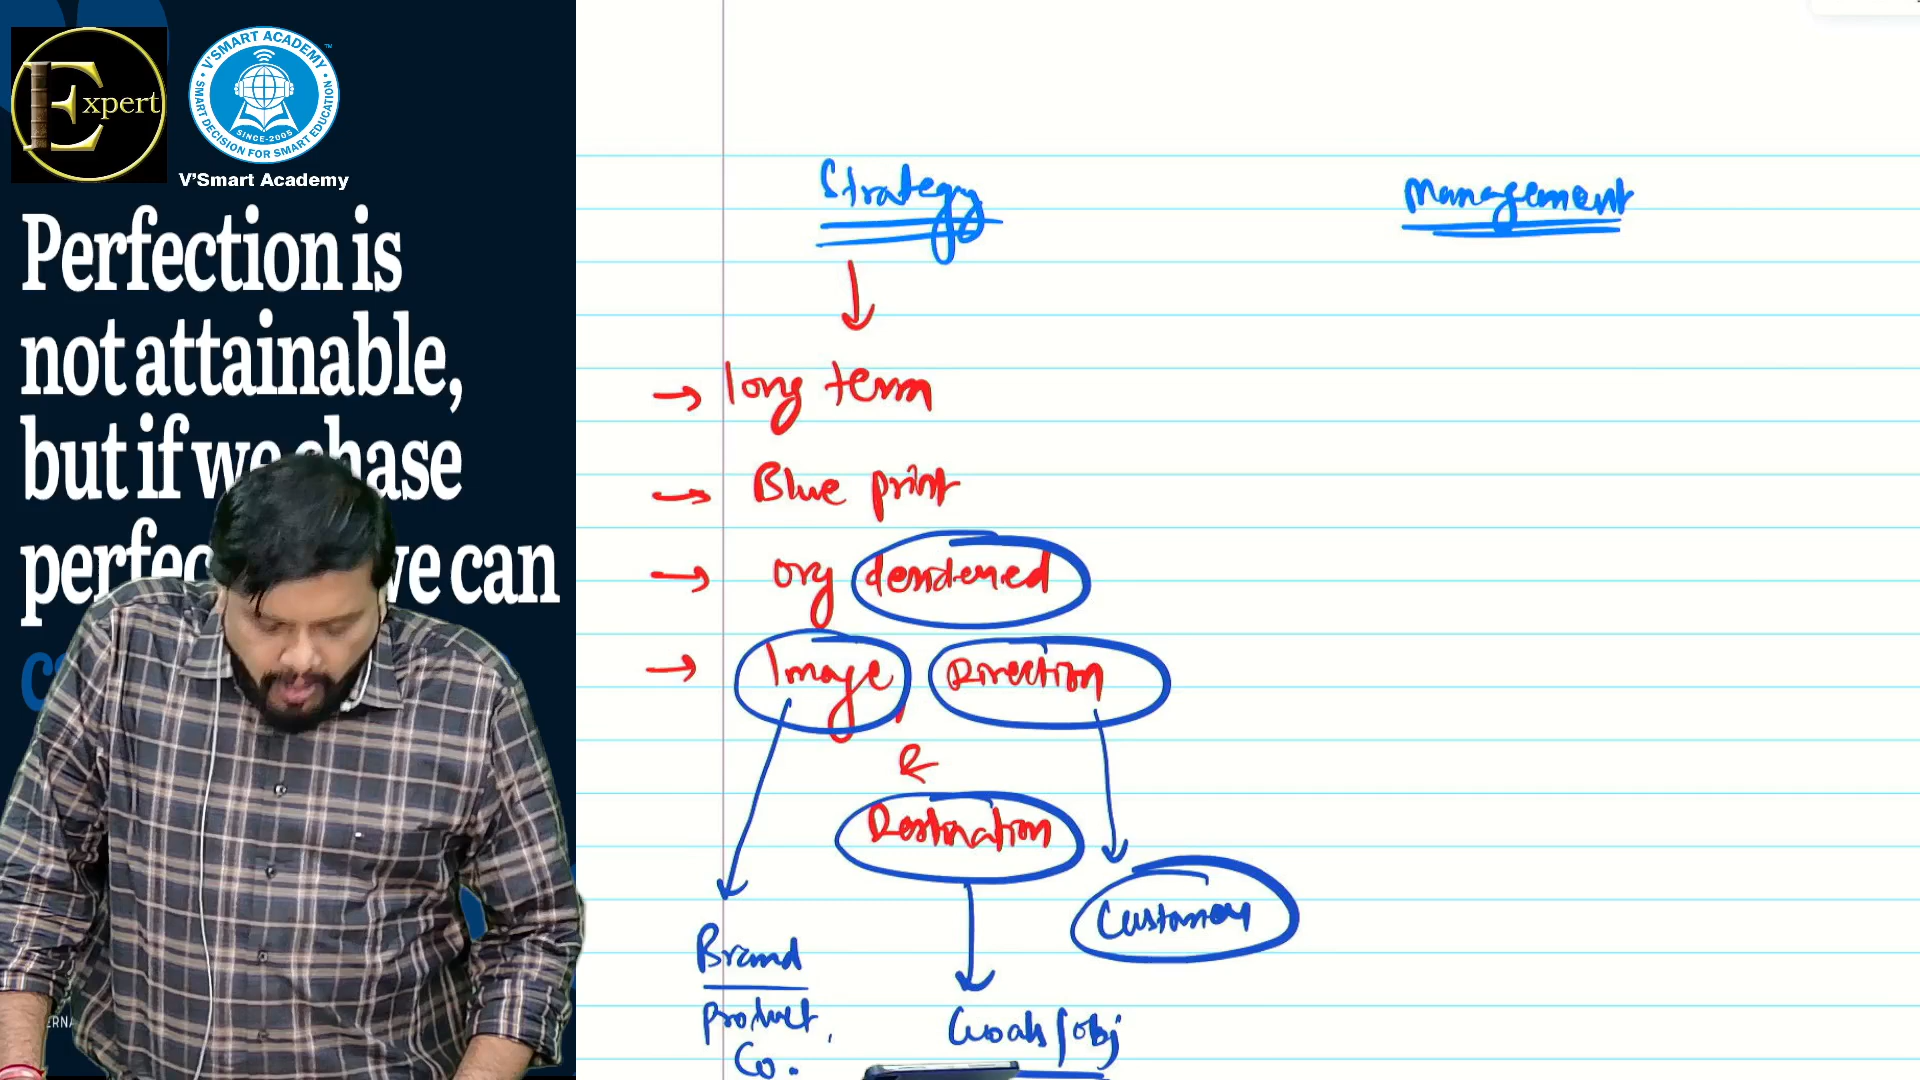 Expert
V'SMART ACADEMY
TM
SMART DECISION FOR SMART EDUCATION
SINCE-2005
V'Smart Academy
Perfection is
not attainable,
but if we chase
perfec we can
Strategy Management
→ long term
→ Blue print
→ org
→ Image Direction
Destination
Customer
Brand
product,
Co.
Goals/obj